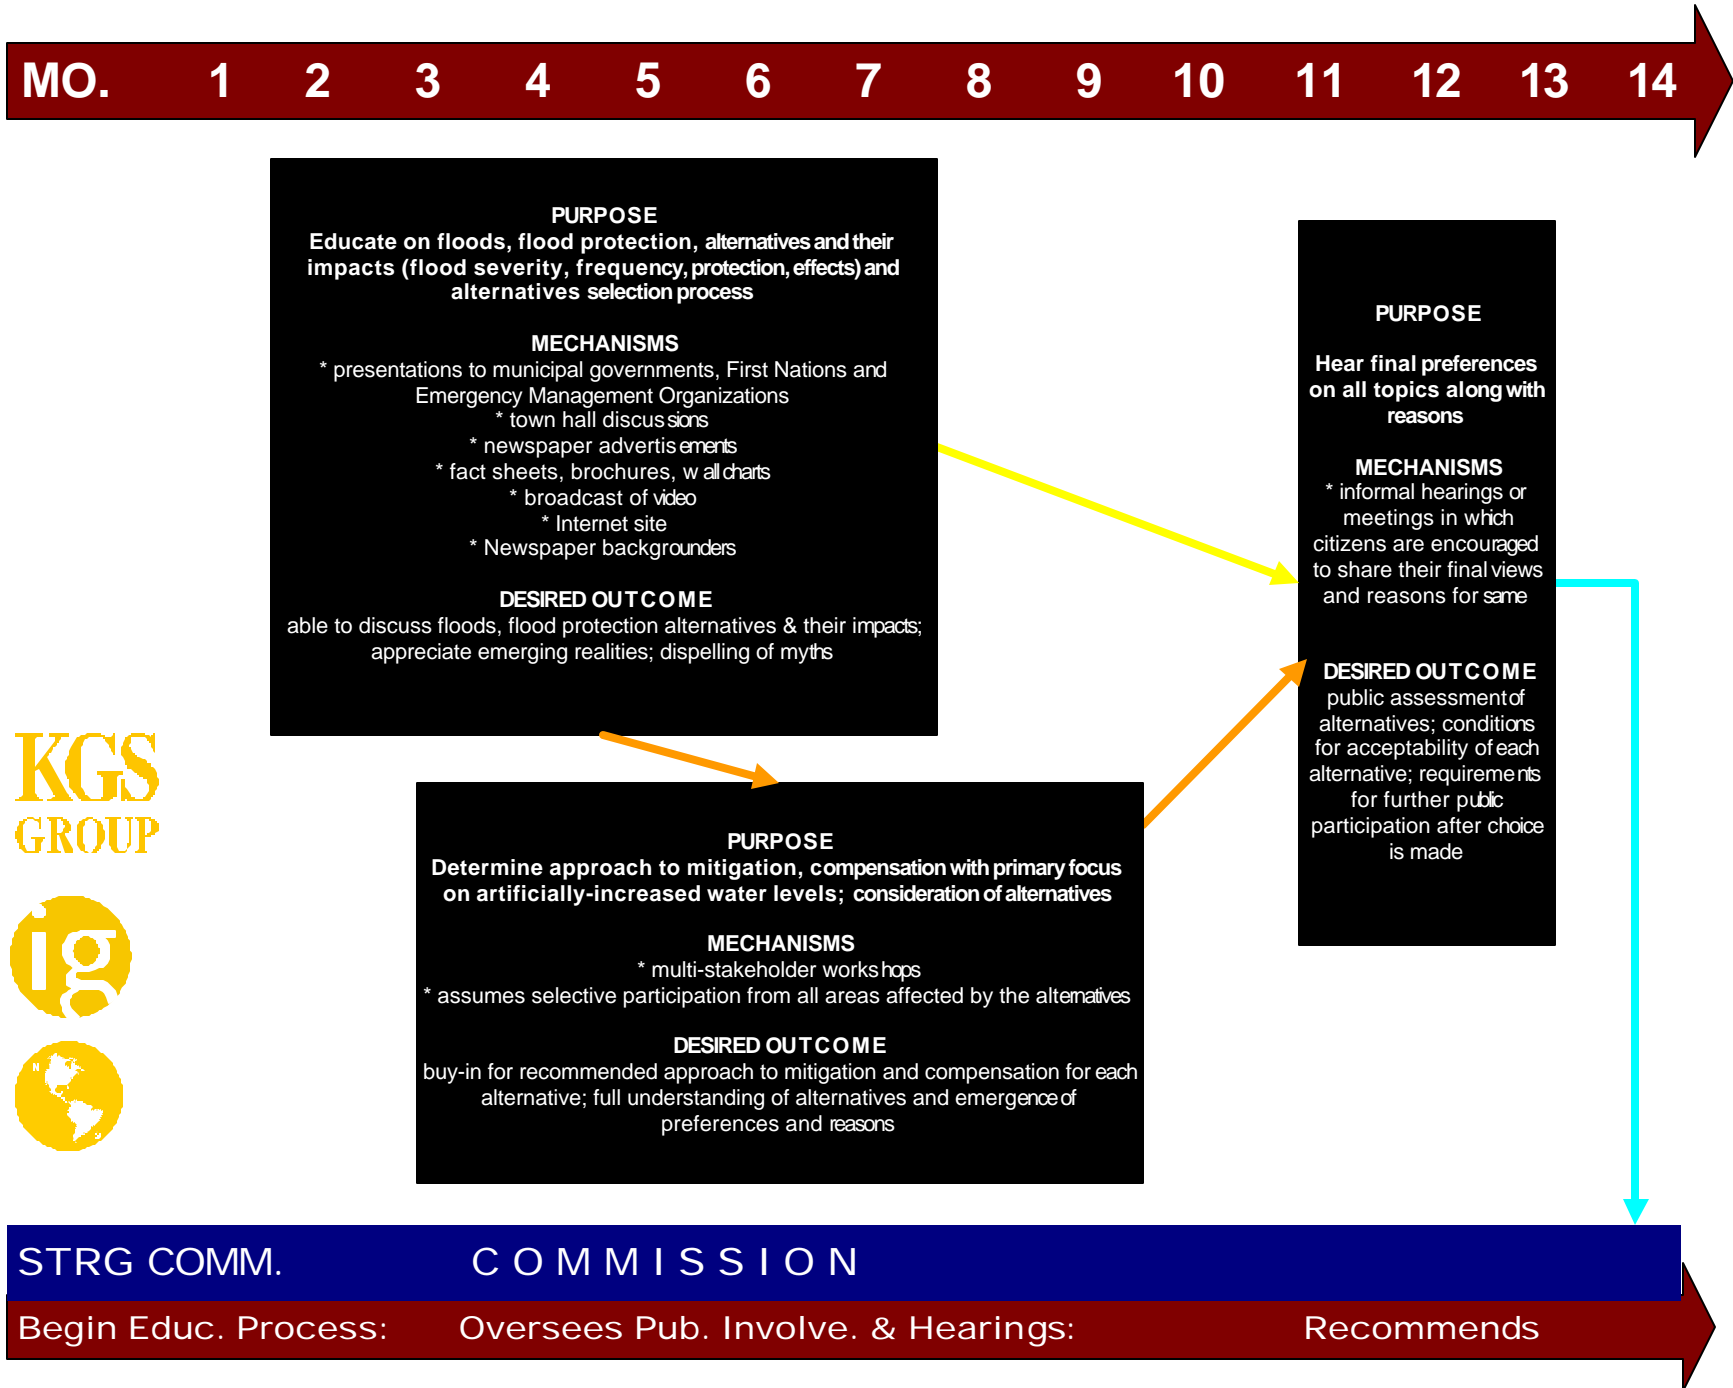 MO. 1 2 3 4 5 6 7 8 9 10 11 12 13 14
PURPOSE
Educate on floods, flood protection, alternatives and their
impacts (flood severity, frequency, protection, effects) and
alternatives selection process
MECHANISMS
* presentations to municipal governments, First Nations and
Emergency Management Organizations
* town hall discussions
* newspaper advertisements
* fact sheets, brochures, wall charts
* broadcast of video
* Internet site
* Newspaper backgrounders
DESIRED OUTCOME
able to discuss floods, flood protection alternatives & their impacts;
appreciate emerging realities; dispelling of myths
PURPOSE
Determine approach to mitigation, compensation with primary focus
on artificially-increased water levels; consideration of alternatives
MECHANISMS
* multi-stakeholder workshops
* assumes selective participation from all areas affected by the alternatives
DESIRED OUTCOME
buy-in for recommended approach to mitigation and compensation for each
alternative; full understanding of alternatives and emergence of
preferences and reasons
PURPOSE
Hear final preferences
on all topics along with
reasons
MECHANISMS
* informal hearings or
meetings in which
citizens are encouraged
to share their final views
and reasons for same
DESIRED OUTCOME
public assessment of
alternatives; conditions
for acceptability of each
alternative; requirements
for further public
participation after choice
is made
KGS
GROUP
ig
STRG COMM. COMMISSION
Begin Educ. Process: Oversees Pub. Involve. & Hearings: Recommends